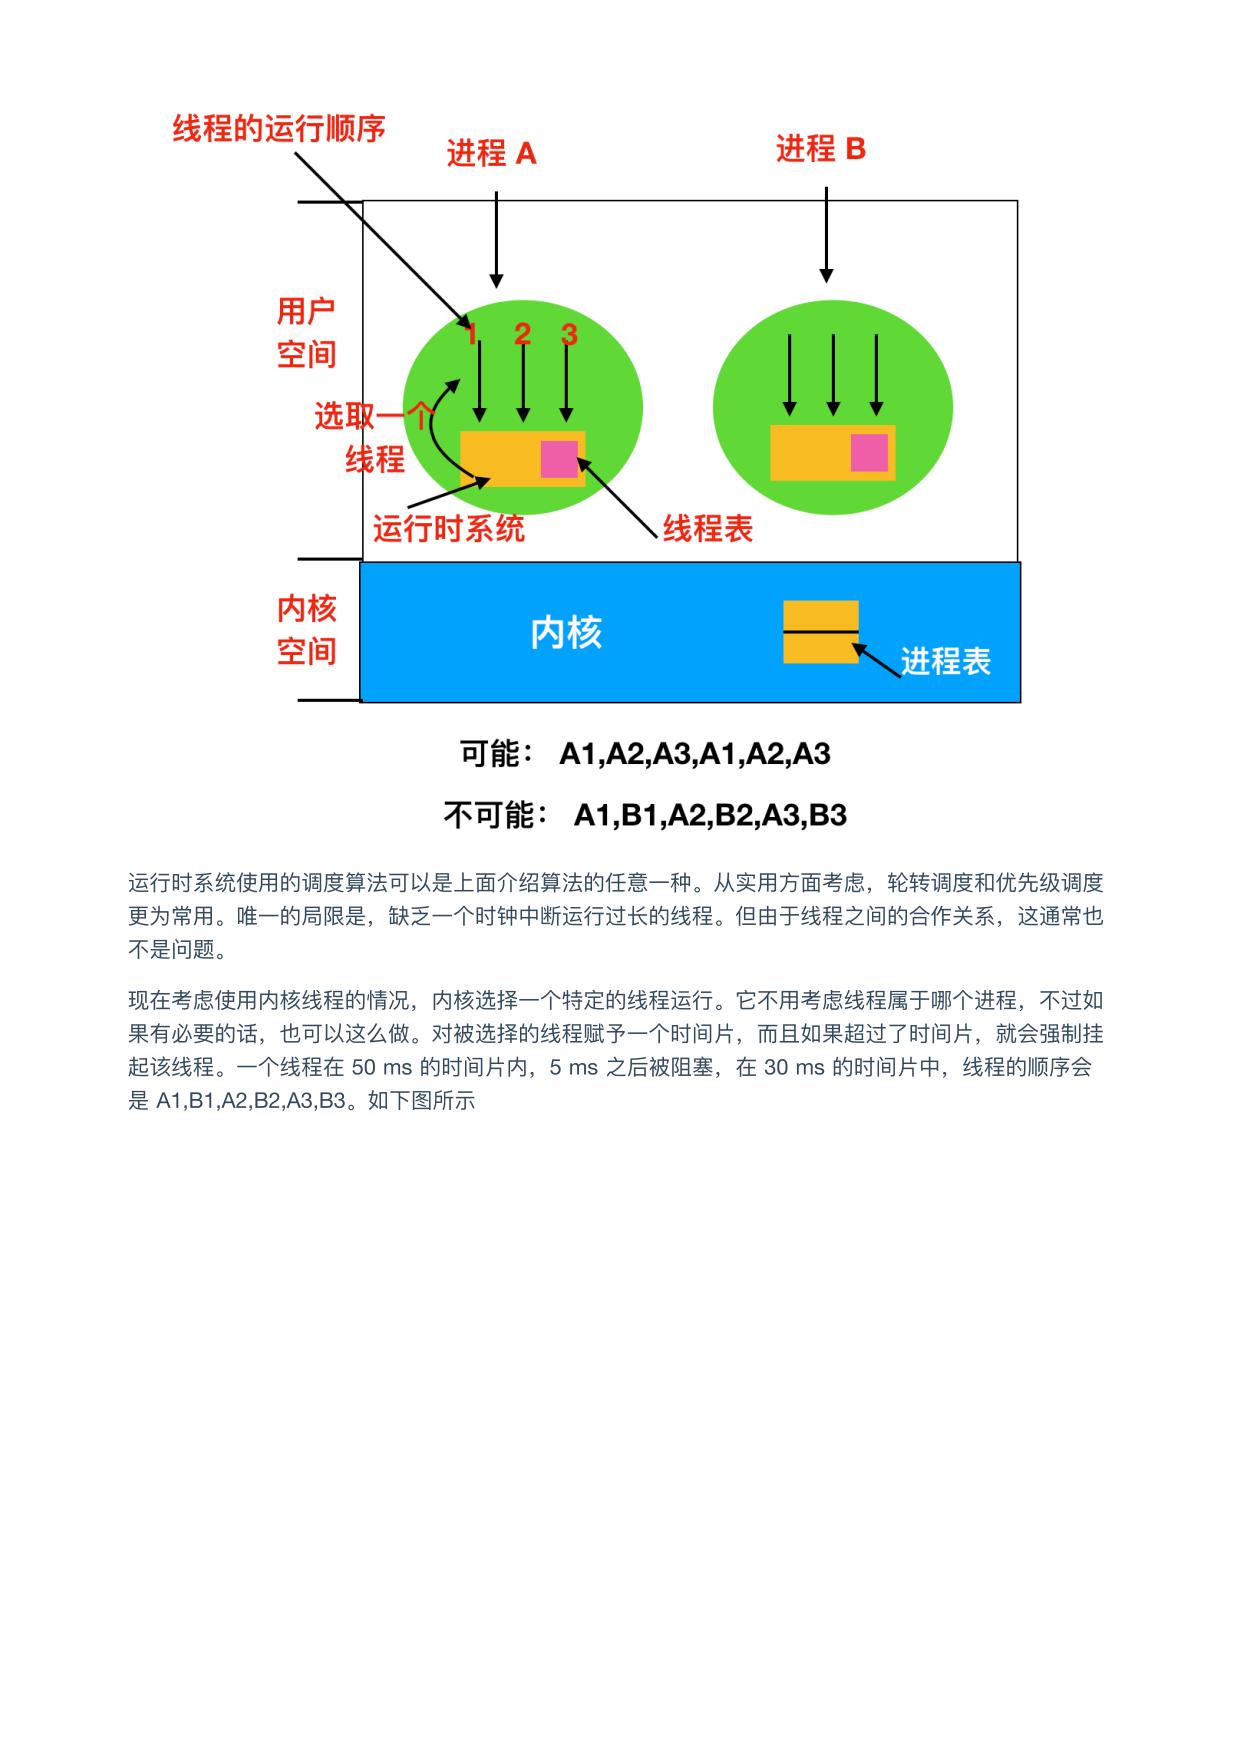 线程的运行顺序
进程 A
进程 B
用户
空间
1 2 3
选取一个
线程
运行时系统
线程表
内核
空间
内核
进程表
可能： A1,A2,A3,A1,A2,A3
不可能： A1,B1,A2,B2,A3,B3
运行时系统使用的调度算法可以是上面介绍算法的任意一种。从实用方面考虑，轮转调度和优先级调度
更为常用。唯一的局限是，缺乏一个时钟中断运行过长的线程。但由于线程之间的合作关系，这通常也
不是问题。
现在考虑使用内核线程的情况，内核选择一个特定的线程运行。它不用考虑线程属于哪个进程，不过如
果有必要的话，也可以这么做。对被选择的线程赋予一个时间片，而且如果超过了时间片，就会强制挂
起该线程。一个线程在 50 ms 的时间片内，5 ms 之后被阻塞，在 30 ms 的时间片中，线程的顺序会
是 A1,B1,A2,B2,A3,B3。如下图所示